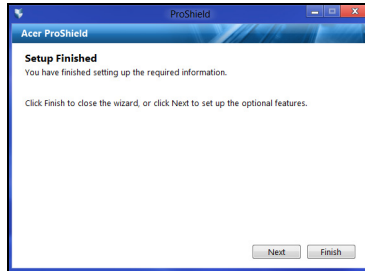 ProShield
Acer ProShield
Setup Finished
You have finished setting up the required information.
Click Finish to close the wizard, or click Next to set up the optional features.
Next
Finish